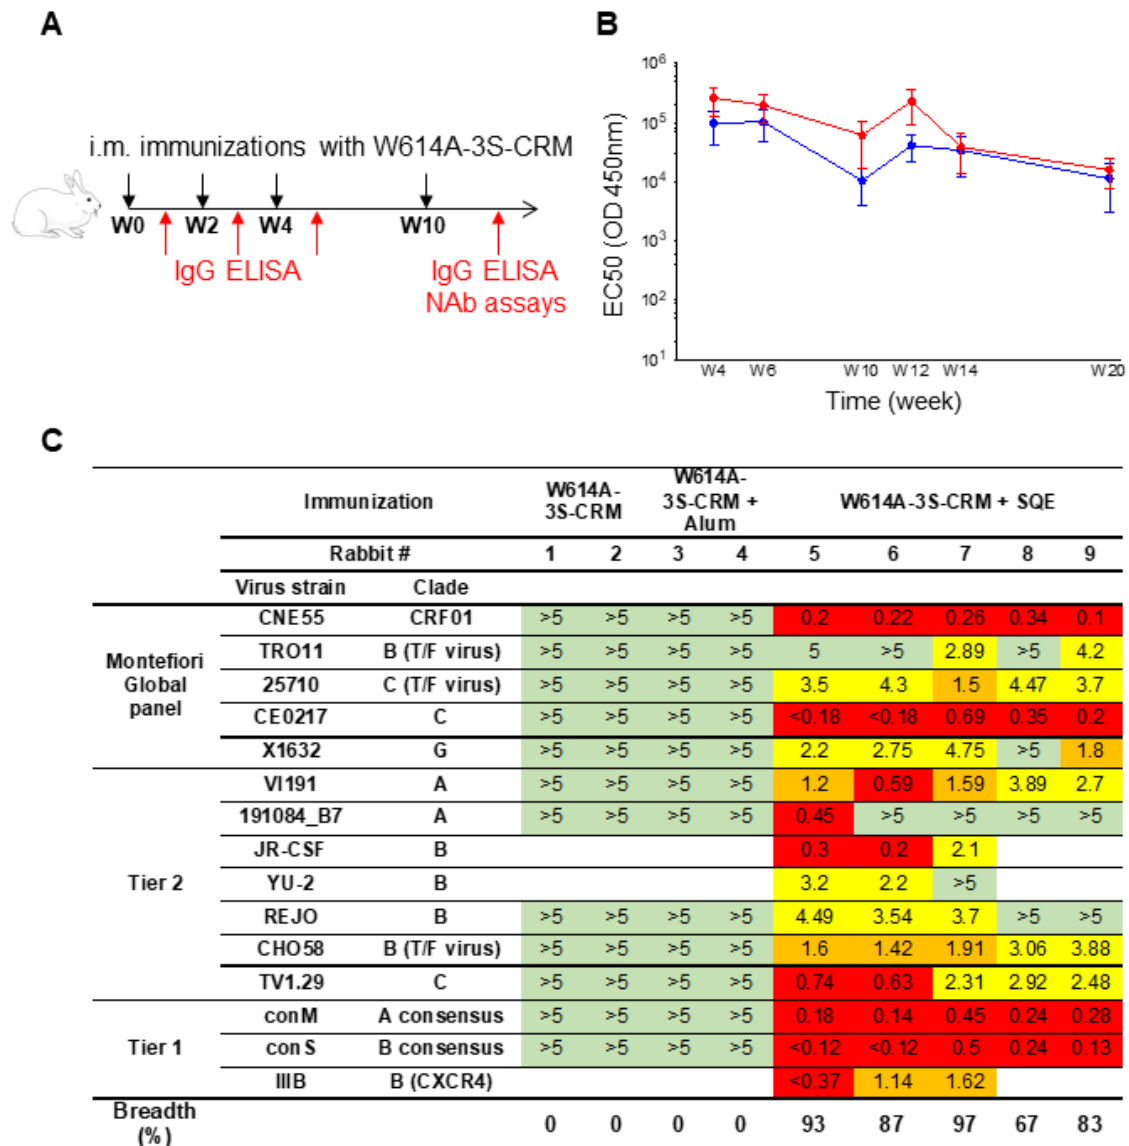 A
i.m. immunizations with W614A-3S-CRM
W0 W2 W4 W10
IgG ELISA
IgG ELISA
NAb assays
B
EC50 (OD 450nm)
10^6
10^5
10^4
10^3
10^2
10^1
W4 W6 W10 W12 W14 W20
Time (week)
C
Immunization W614A-3S-CRM W614A-3S-CRM + Alum W614A-3S-CRM + SQE
Rabbit # 1 2 3 4 5 6 7 8 9
Virus strain Clade
Montefiori Global panel
CNE55 CRF01 >5 >5 >5 >5 0.2 0.22 0.26 0.34 0.1
TRO11 B (T/F virus) >5 >5 >5 >5 5 >5 2.89 >5 4.2
25710 C (T/F virus) >5 >5 >5 >5 3.5 4.3 1.5 4.47 3.7
CE0217 C >5 >5 >5 >5 <0.18 <0.18 0.69 0.35 0.2
X1632 G >5 >5 >5 >5 2.2 2.75 4.75 >5 1.8
Tier 2
VI191 A >5 >5 >5 >5 1.2 0.59 1.59 3.89 2.7
191084_B7 A >5 >5 >5 >5 0.45 >5 >5 >5 >5
JR-CSF B 0.3 0.2 2.1
YU-2 B 3.2 2.2 >5
REJO B >5 >5 >5 >5 4.49 3.54 3.7 >5 >5
CHO58 B (T/F virus) >5 >5 >5 >5 1.6 1.42 1.91 3.06 3.88
TV1.29 C >5 >5 >5 >5 0.74 0.63 2.31 2.92 2.48
Tier 1
conM A consensus >5 >5 >5 >5 0.18 0.14 0.45 0.24 0.28
conS B consensus >5 >5 >5 >5 <0.12 <0.12 0.5 0.24 0.13
IIIB B (CXCR4) <0.37 1.14 1.62
Breadth (%) 0 0 0 0 93 87 97 67 83